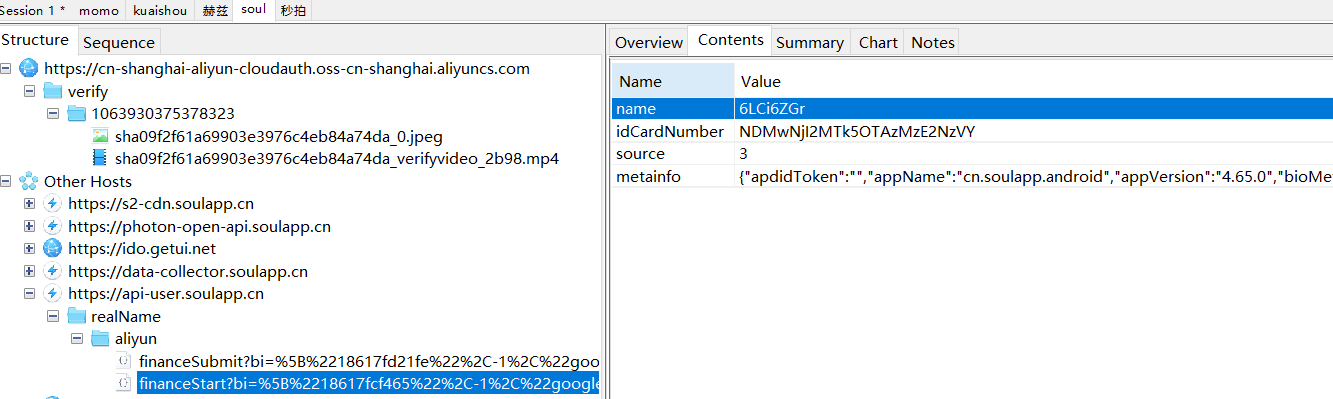 Session 1 * momo kuaishou 赫兹 soul 秒拍
Structure Sequence
https://cn-shanghai-aliyun-cloudauth.oss-cn-shanghai.aliyuncs.com
verify
1063930375378323
sha09f2f61a69903e3976c4eb84a74da_0.jpeg
sha09f2f61a69903e3976c4eb84a74da_verifyvideo_2b98.mp4
Other Hosts
https://s2-cdn.soulapp.cn
https://photon-open-api.soulapp.cn
https://ido.getui.net
https://data-collector.soulapp.cn
https://api-user.soulapp.cn
realName
aliyun
financeSubmit?bi=%5B%2218617fd21fe%22%2C-1%2C%22goo
financeStart?bi=%5B%2218617fcf465%22%2C-1%2C%22google
Overview Contents Summary Chart Notes
Name Value
name 6LCi6ZGr
idCardNumber NDMwNjI2MTk5OTAzMzE2NzVY
source 3
metainfo {"apdidToken":"","appName":"cn.soulapp.android","appVersion":"4.65.0","bioMe